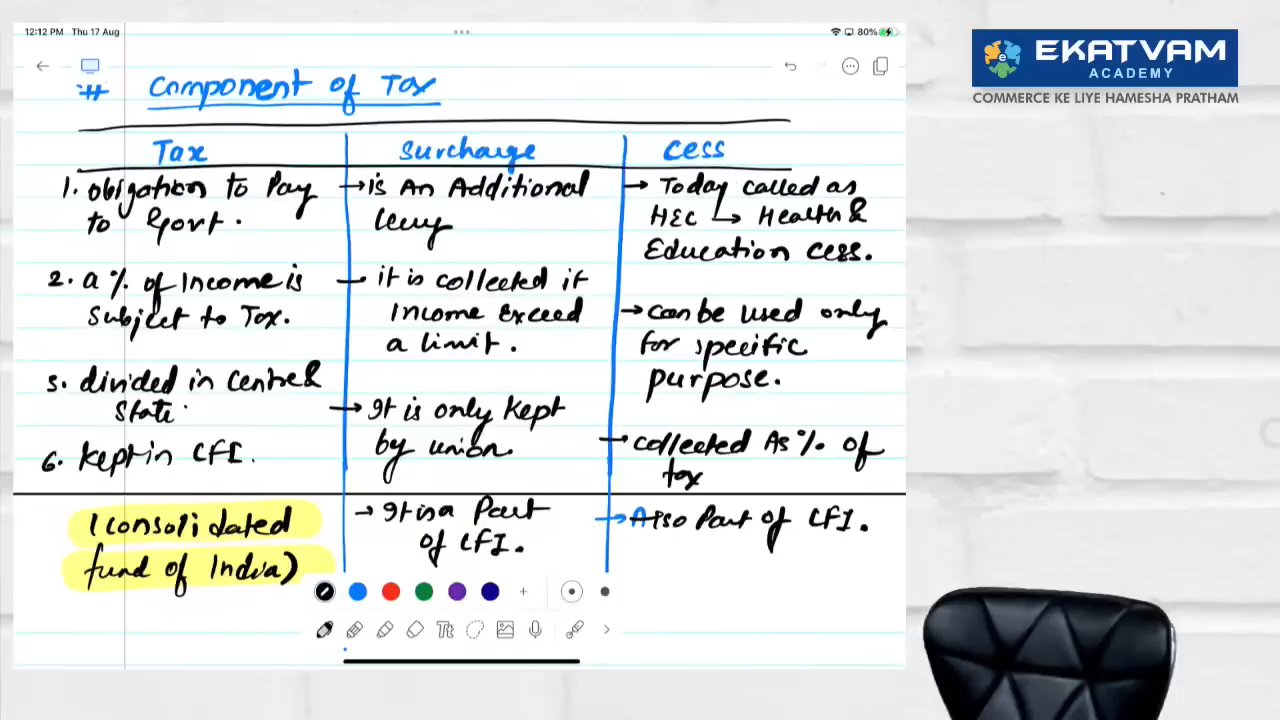 12:12 PM Thu 17 Aug
80%
EKATVAM
ACADEMY
COMMERCE KE LIYE HAMESHA PRATHAM
# Component of Tax
Tax
1. obigation to Pay
to Govt.
2. a % of Income is
subject to Tax.
3. divided in Centre &
State.
6. kept in CFI.
(Consolidated
fund of India)
Surcharge
→ is An Additional
levy
it is collected if
Income Exceed
a limit.
→ It is only kept
by union.
→ It is a Part
of CFI.
Cess
→ Today called as
HEC → Health &
Education cess.
→ can be used only
for specific
purpose.
→ collected As % of
tax
→ Also Part of CFI.
Tt